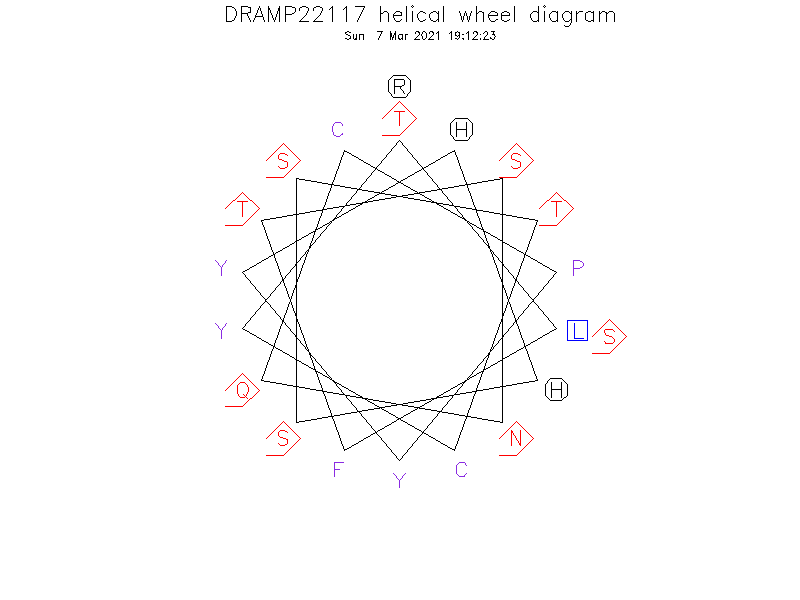 DRAMP22117 helical wheel diagram
Sun 7 Mar 2021 19:12:23
R
C T H
S S
T T
Y P
Y L S
Q H
S N
F Y C